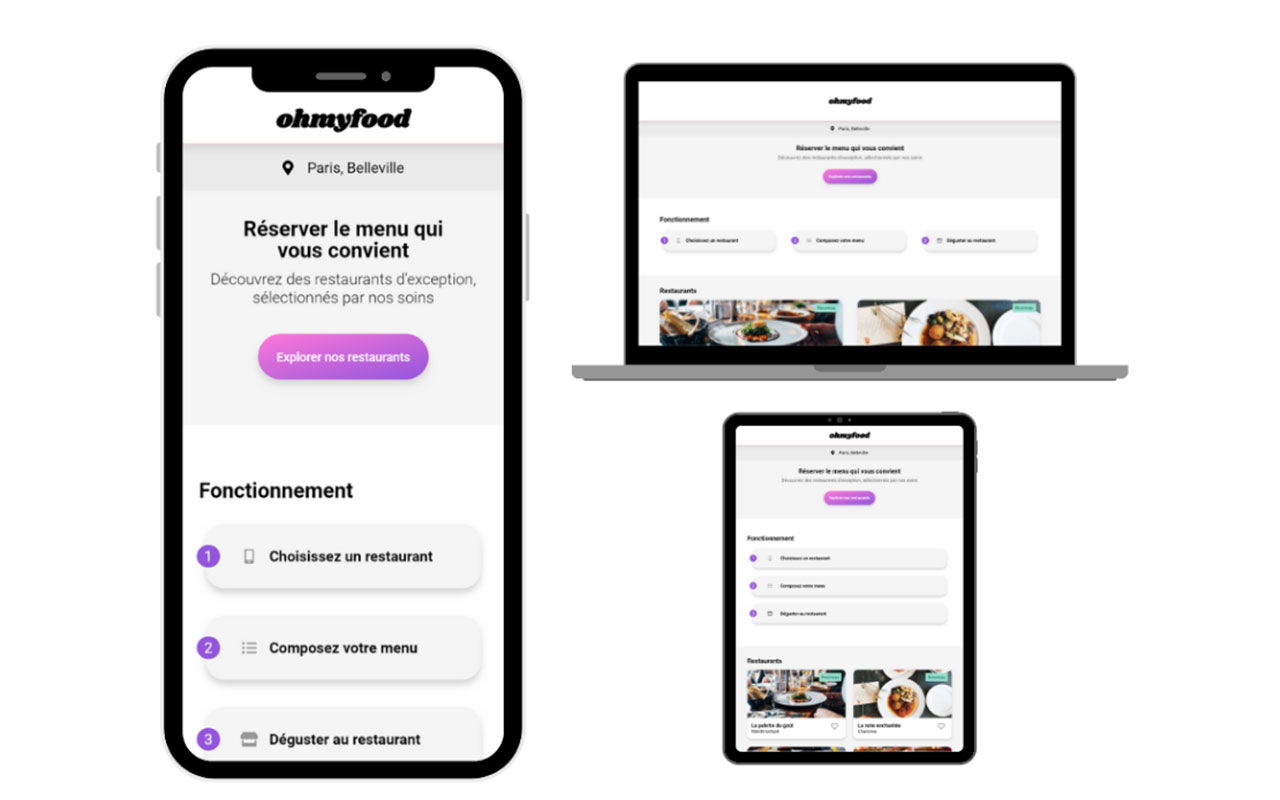 ohmyfood
Paris, Belleville
Réserver le menu qui
vous convient
Découvrez des restaurants d'exception,
sélectionnés par nos soins
Explorer nos restaurants
Fonctionnement
1 Choisissez un restaurant
2 Composez votre menu
3 Déguster au restaurant
ohmyfood
Paris, Belleville
Réserver le menu qui vous convient
Découvrez des restaurants d'exception, sélectionnés par nos soins
Explorer nos restaurants
Fonctionnement
1 Choisissez un restaurant
2 Composez votre menu
3 Déguster au restaurant
Restaurants
Nouveau
Nouveau
ohmyfood
Paris, Belleville
Réserver le menu qui vous convient
Découvrez des restaurants d'exception, sélectionnés par nos soins
Explorer nos restaurants
Fonctionnement
1 Choisissez un restaurant
2 Composez votre menu
3 Déguster au restaurant
Restaurants
Nouveau
Nouveau
La palette du goût
Ménilmontant
La note enchantée
Charonne